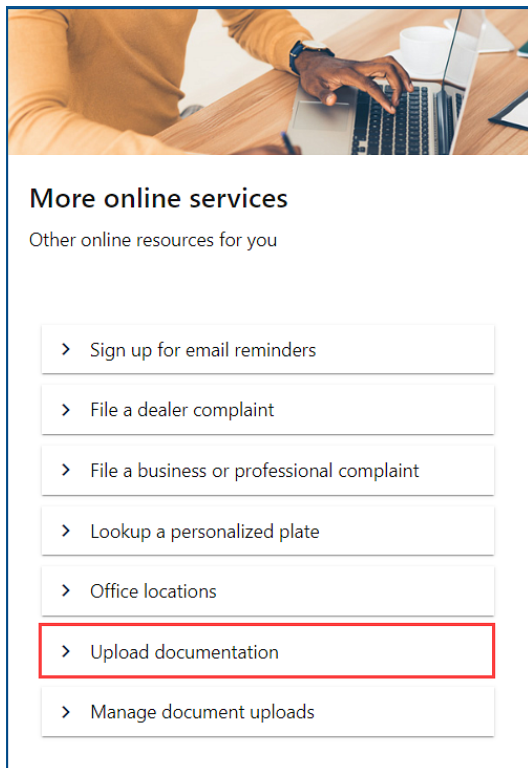 More online services
Other online resources for you
Sign up for email reminders
File a dealer complaint
File a business or professional complaint
Lookup a personalized plate
Office locations
Upload documentation
Manage document uploads